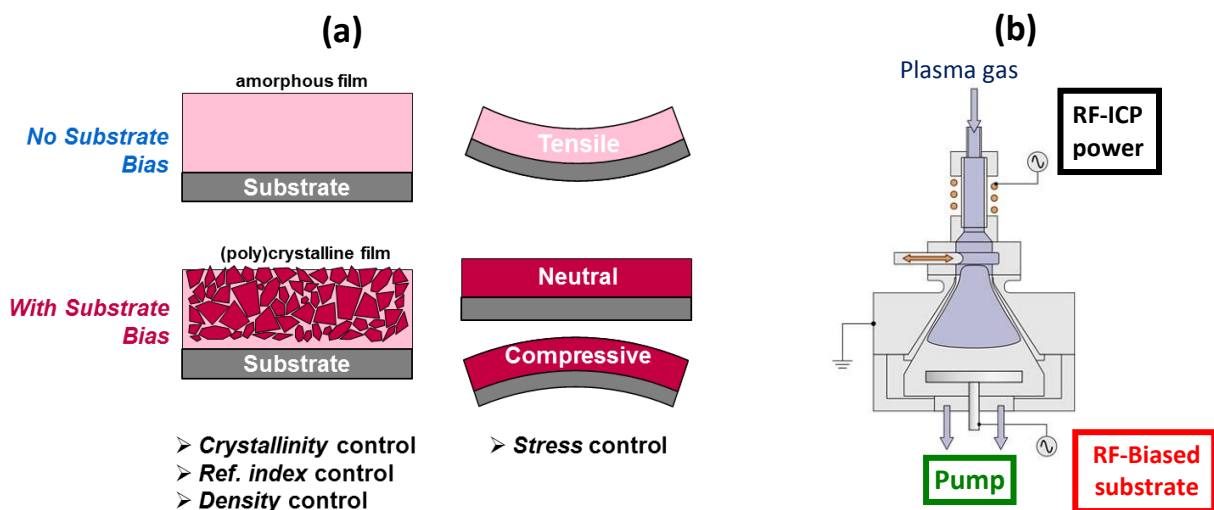 (a)
amorphous film
No Substrate
Bias
Substrate
Tensile
(poly)crystalline film
With Substrate
Bias
Substrate
Neutral
Compressive
➢ Crystallinity control
➢ Ref. index control
➢ Density control
➢ Stress control
(b)
Plasma gas
RF-ICP
power
Pump
RF-Biased
substrate